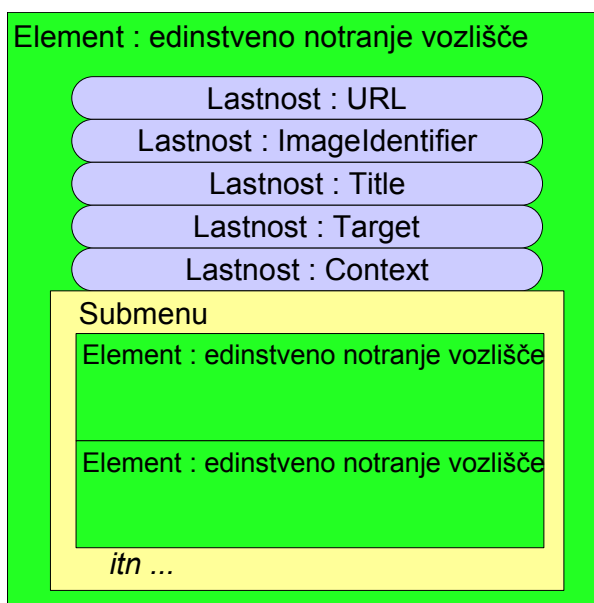 Element : edinstveno notranje vozlišče
Lastnost : URL
Lastnost : ImageIdentifier
Lastnost : Title
Lastnost : Target
Lastnost : Context
Submenu
Element : edinstveno notranje vozlišče
Element : edinstveno notranje vozlišče
itn ...